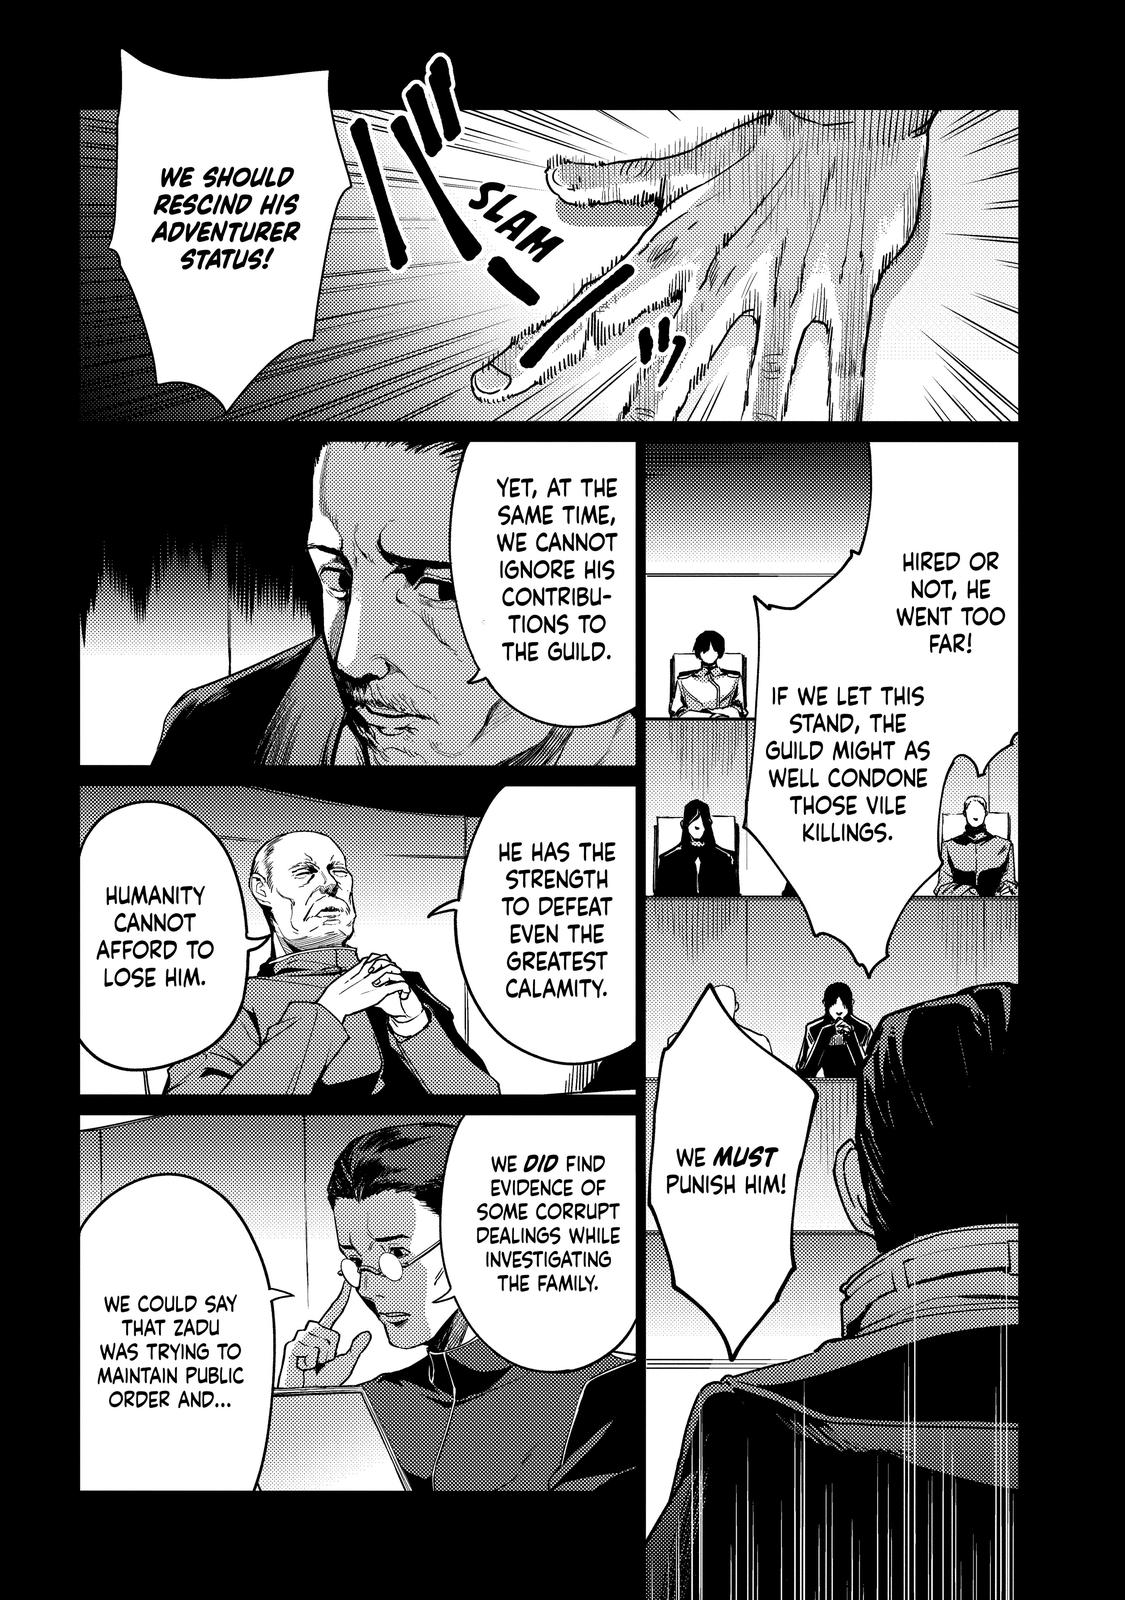 WE SHOULD
RESCIND HIS
ADVENTURER
STATUS!
SLAM
HIRED OR
NOT, HE
WENT TOO
FAR!
IF WE LET THIS
STAND, THE
GUILD MIGHT AS
WELL CONDONE
THOSE VILE
KILLINGS.
WE MUST
PUNISH HIM!
YET, AT THE
SAME TIME,
WE CANNOT
IGNORE HIS
CONTRIBU-
TIONS TO
THE GUILD.
HE HAS THE
STRENGTH
TO DEFEAT
EVEN THE
GREATEST
CALAMITY.
HUMANITY
CANNOT
AFFORD TO
LOSE HIM.
WE DID FIND
EVIDENCE OF
SOME CORRUPT
DEALINGS WHILE
INVESTIGATING
THE FAMILY.
WE COULD SAY
THAT ZADU
WAS TRYING TO
MAINTAIN PUBLIC
ORDER AND...